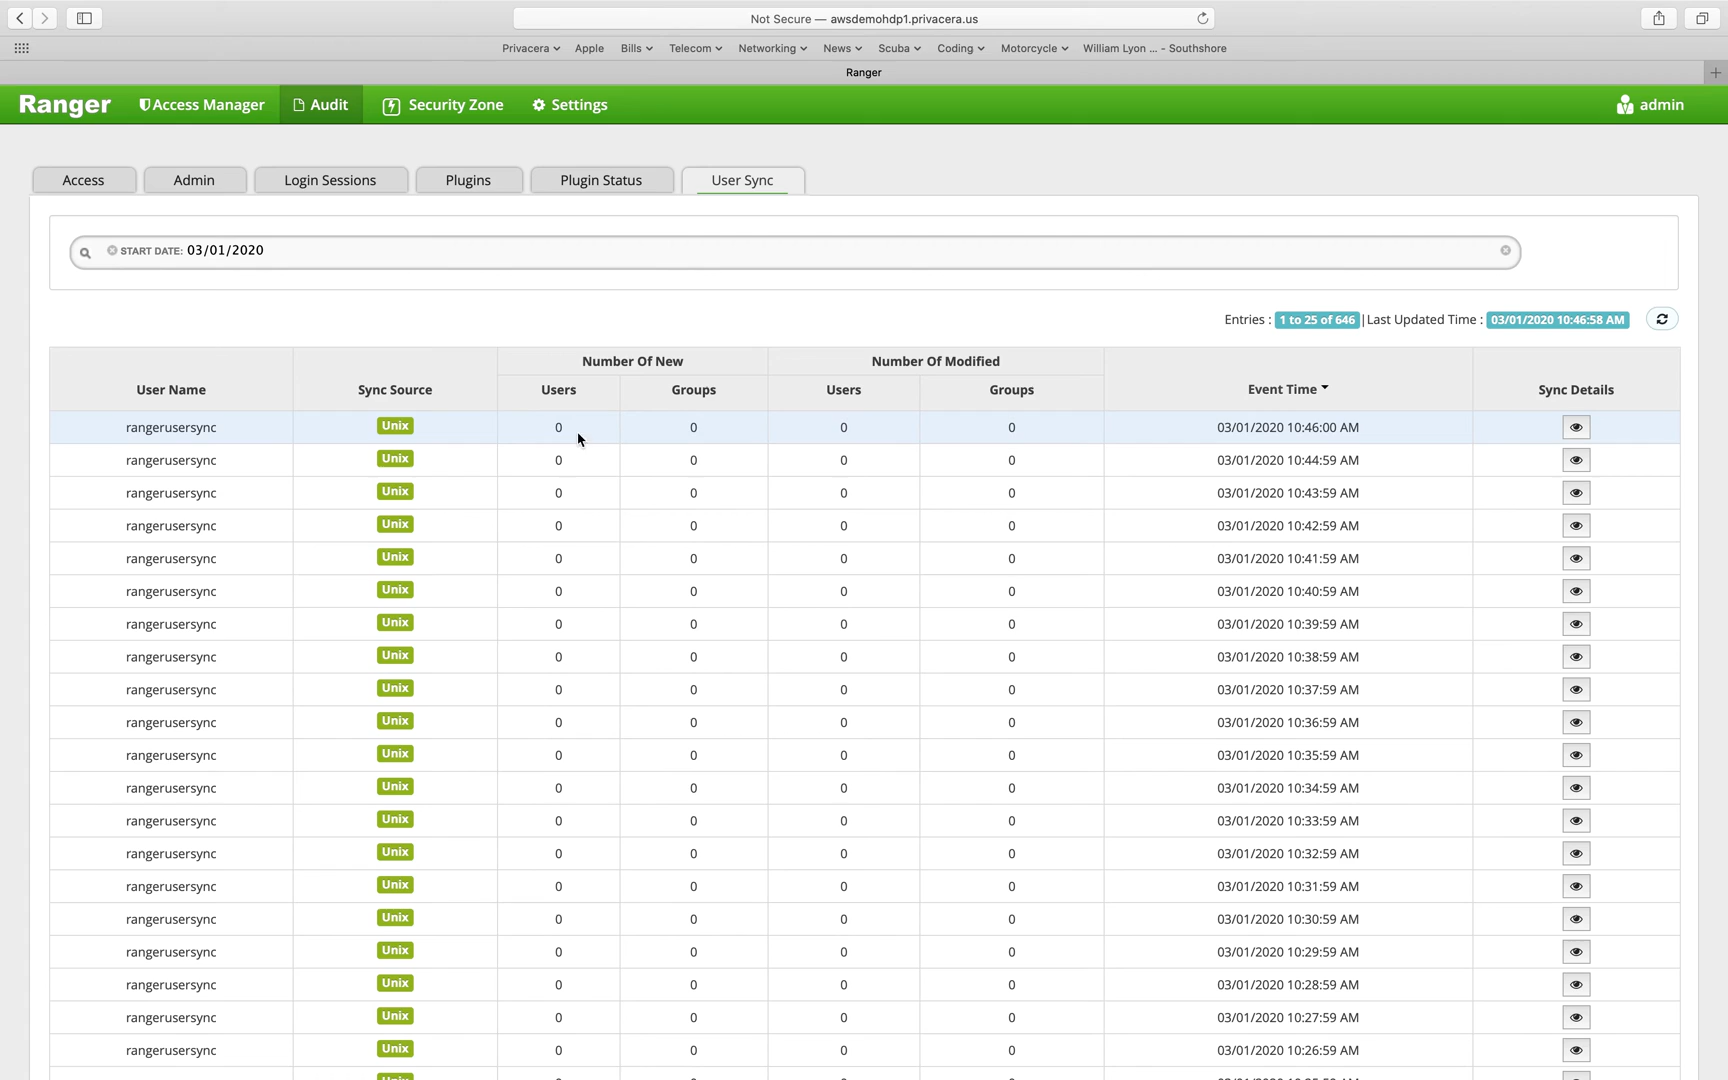 Not Secure — awsdemohdp1.privacera.us
Privacera Apple Bills Telecom Networking News Scuba Coding Motorcycle William Lyon ... - Southshore
Ranger
Ranger Access Manager Audit Security Zone Settings admin
Access Admin Login Sessions Plugins Plugin Status User Sync
START DATE: 03/01/2020
Entries : 1 to 25 of 646 | Last Updated Time : 03/01/2020 10:46:58 AM
Number Of New Number Of Modified
User Name Sync Source Users Groups Users Groups Event Time Sync Details
rangerusersync Unix 0 0 0 0 03/01/2020 10:46:00 AM
rangerusersync Unix 0 0 0 0 03/01/2020 10:44:59 AM
rangerusersync Unix 0 0 0 0 03/01/2020 10:43:59 AM
rangerusersync Unix 0 0 0 0 03/01/2020 10:42:59 AM
rangerusersync Unix 0 0 0 0 03/01/2020 10:41:59 AM
rangerusersync Unix 0 0 0 0 03/01/2020 10:40:59 AM
rangerusersync Unix 0 0 0 0 03/01/2020 10:39:59 AM
rangerusersync Unix 0 0 0 0 03/01/2020 10:38:59 AM
rangerusersync Unix 0 0 0 0 03/01/2020 10:37:59 AM
rangerusersync Unix 0 0 0 0 03/01/2020 10:36:59 AM
rangerusersync Unix 0 0 0 0 03/01/2020 10:35:59 AM
rangerusersync Unix 0 0 0 0 03/01/2020 10:34:59 AM
rangerusersync Unix 0 0 0 0 03/01/2020 10:33:59 AM
rangerusersync Unix 0 0 0 0 03/01/2020 10:32:59 AM
rangerusersync Unix 0 0 0 0 03/01/2020 10:31:59 AM
rangerusersync Unix 0 0 0 0 03/01/2020 10:30:59 AM
rangerusersync Unix 0 0 0 0 03/01/2020 10:29:59 AM
rangerusersync Unix 0 0 0 0 03/01/2020 10:28:59 AM
rangerusersync Unix 0 0 0 0 03/01/2020 10:27:59 AM
rangerusersync Unix 0 0 0 0 03/01/2020 10:26:59 AM